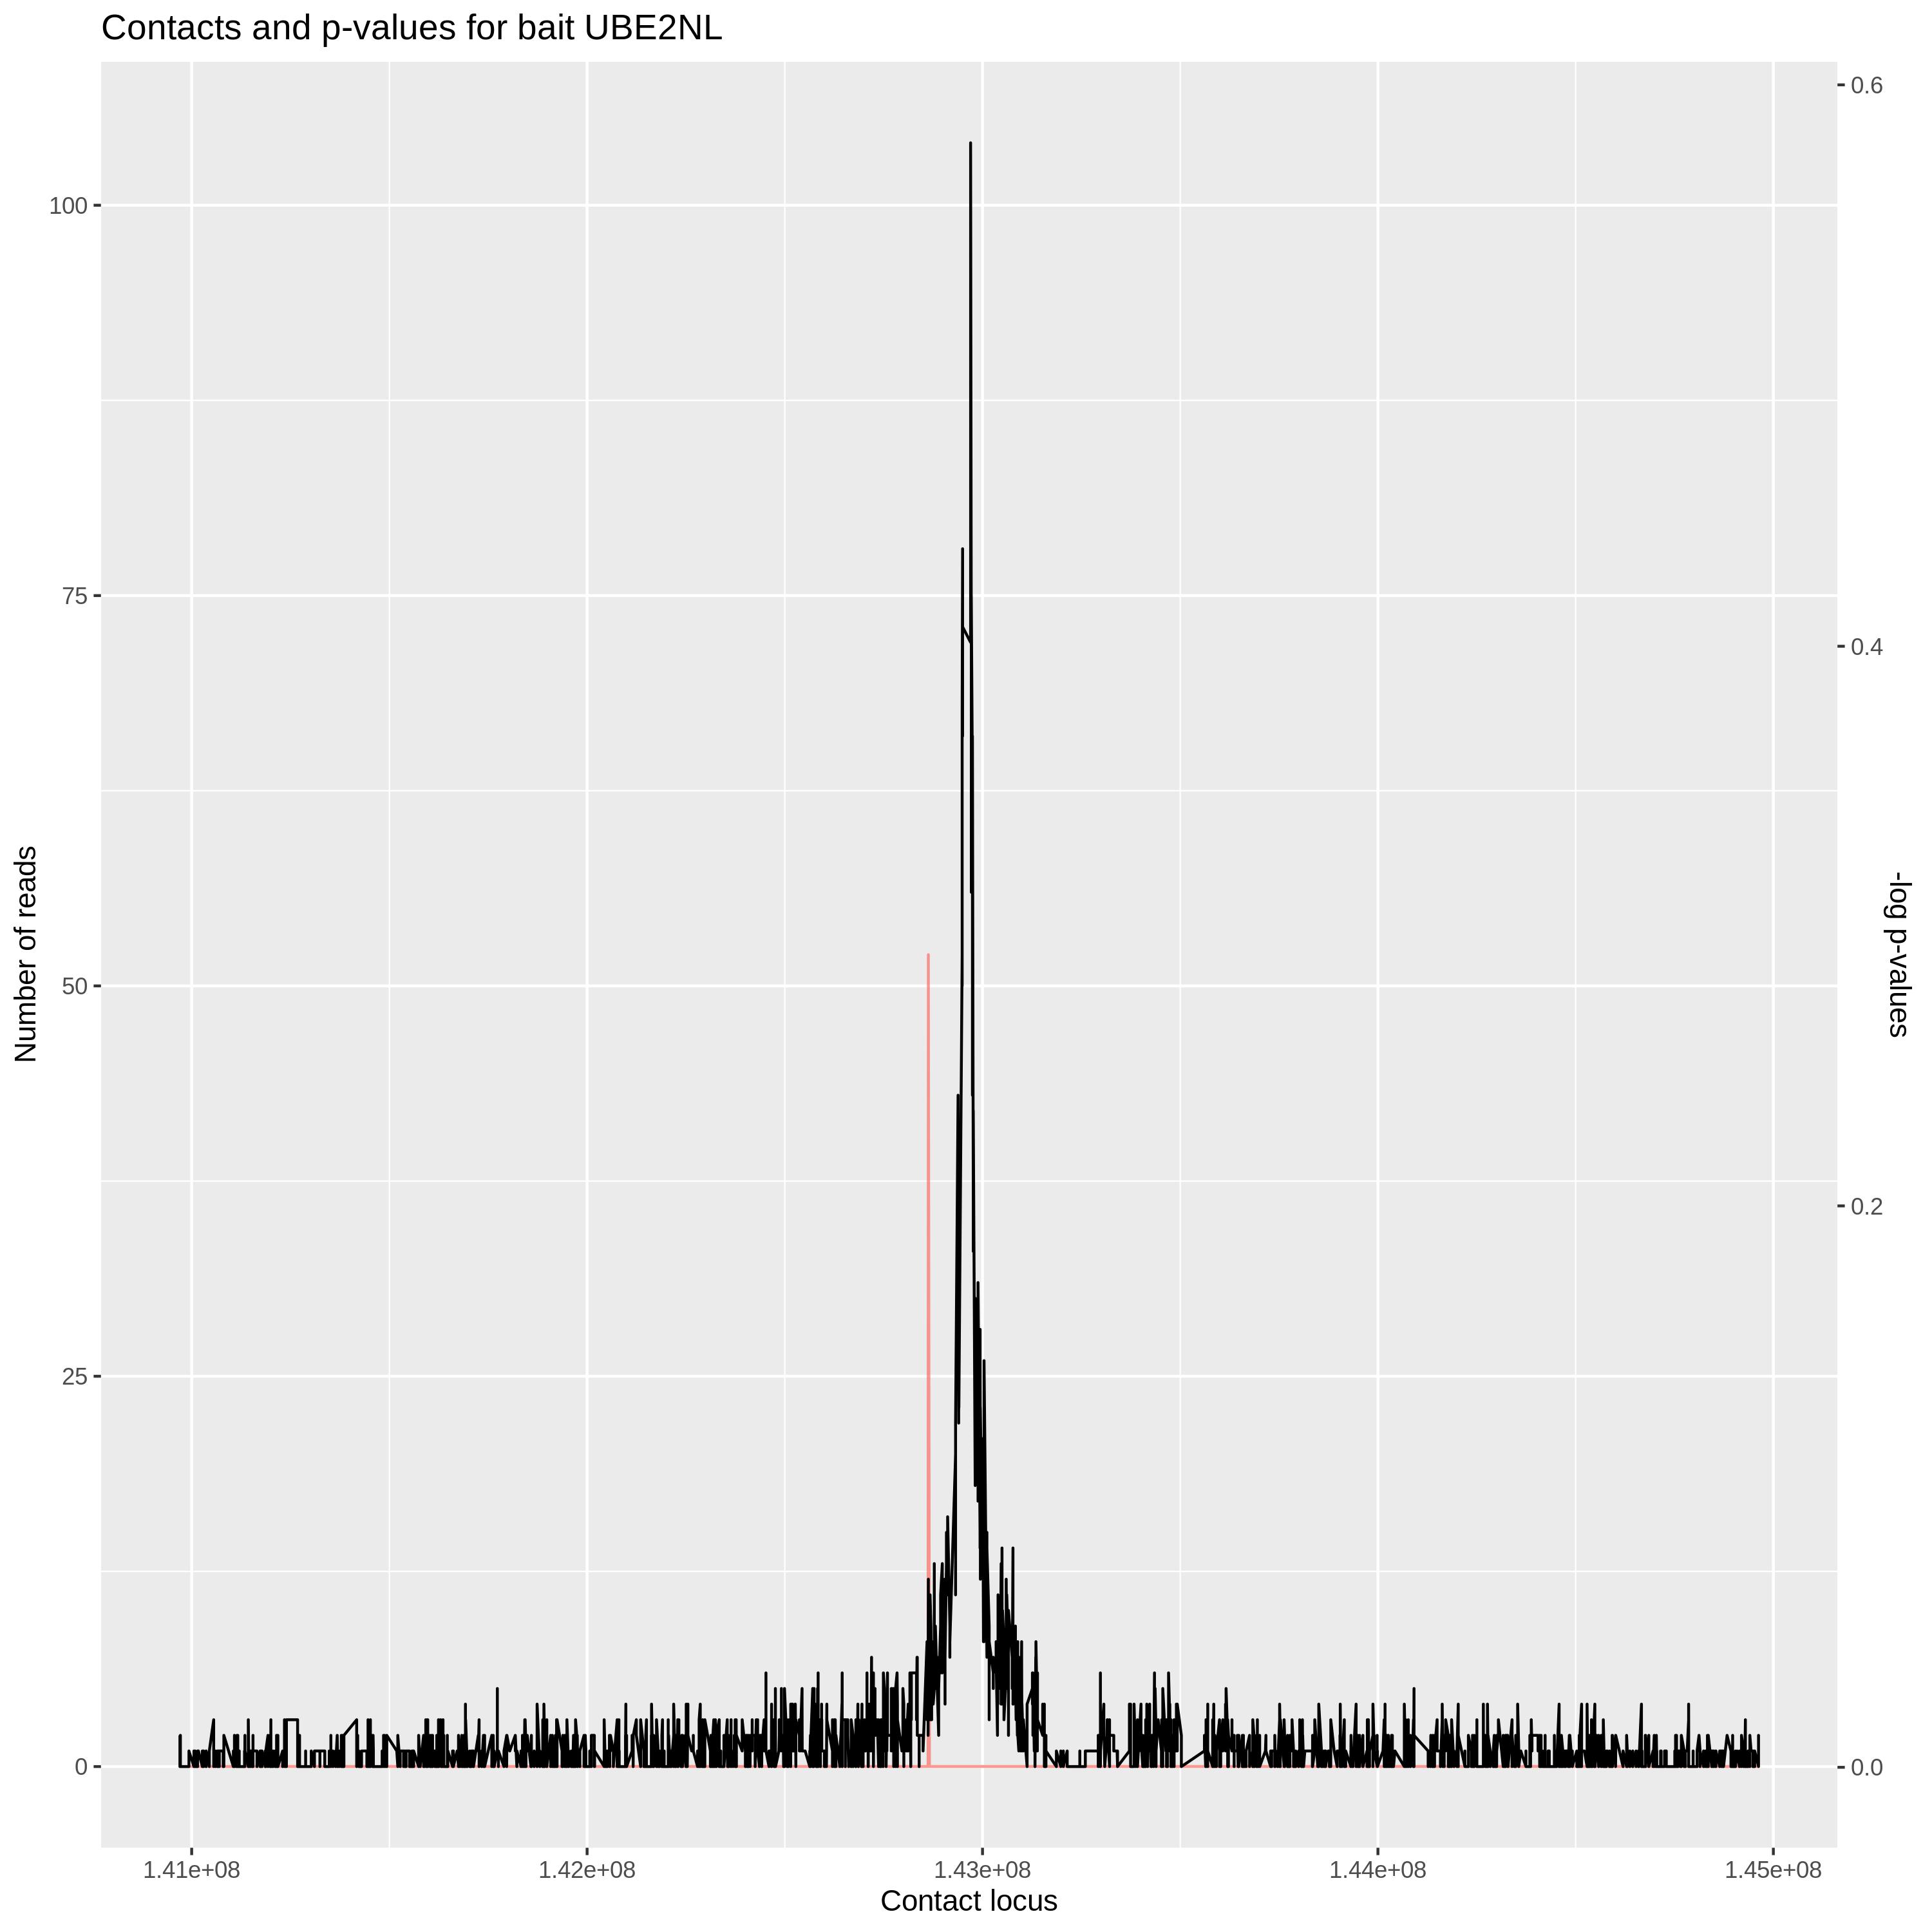 Contacts and p-values for bait UBE2NL
100
75
50
25
0
Number of reads
0.6
0.4
0.2
0.0
-log p-values
1.41e+08 1.42e+08 1.43e+08 1.44e+08 1.45e+08
Contact locus